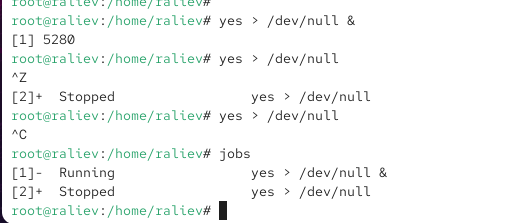 root@raliev:/home/raliev#
root@raliev:/home/raliev# yes > /dev/null &
[1] 5280
root@raliev:/home/raliev# yes > /dev/null
^Z
[2]+  Stopped                 yes > /dev/null
root@raliev:/home/raliev# yes > /dev/null
^C
root@raliev:/home/raliev# jobs
[1]-  Running                 yes > /dev/null &
[2]+  Stopped                 yes > /dev/null
root@raliev:/home/raliev#